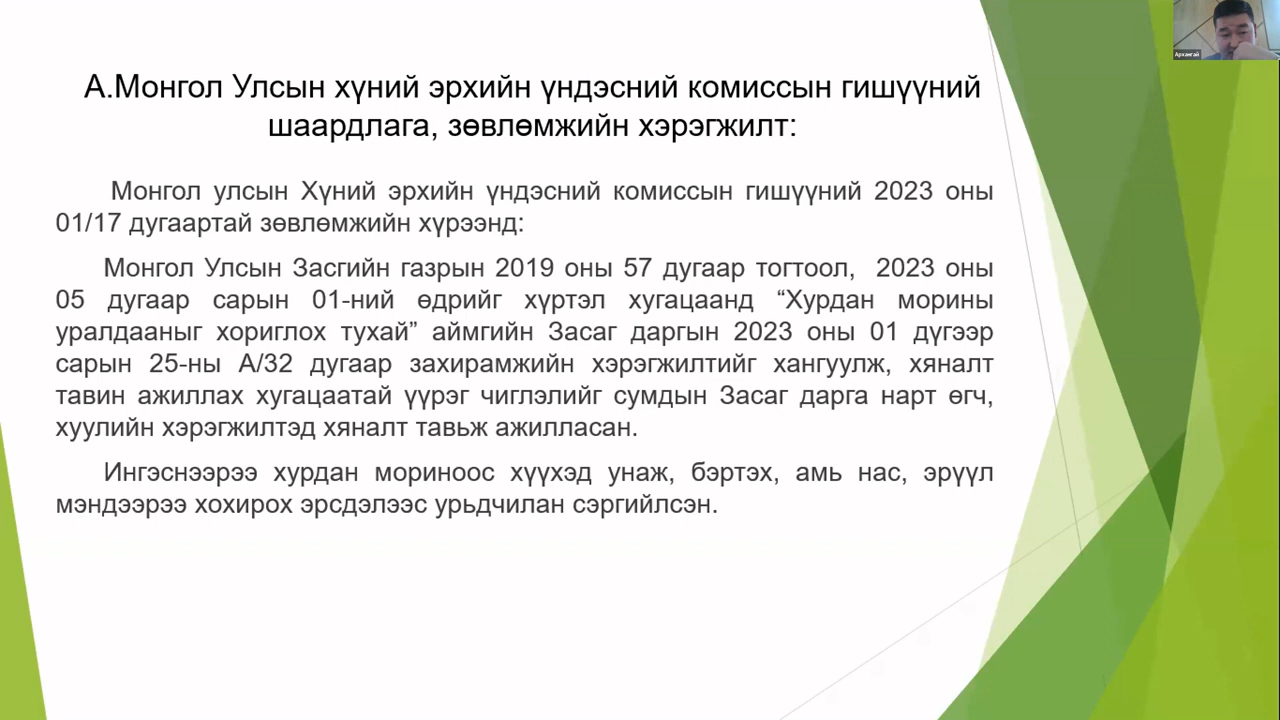 А.Монгол Улсын хүний эрхийн үндэсний комиссын гишүүний
шаардлага, зөвлөмжийн хэрэгжилт:
Монгол улсын Хүний эрхийн үндэсний комиссын гишүүний 2023 оны
01/17 дугаартай зөвлөмжийн хүрээнд:
Монгол Улсын Засгийн газрын 2019 оны 57 дугаар тогтоол, 2023 оны
05 дугаар сарын 01-ний өдрийг хүртэл хугацаанд “Хурдан морины
уралдааныг хориглох тухай” аймгийн Засаг даргын 2023 оны 01 дүгээр
сарын 25-ны А/32 дугаар захирамжийн хэрэгжилтийг хангуулж, хяналт
тавин ажиллах хугацаатай үүрэг чиглэлийг сумдын Засаг дарга нарт өгч,
хуулийн хэрэгжилтэд хяналт тавьж ажилласан.
Ингэснээрээ хурдан мориноос хүүхэд унаж, бэртэх, амь нас, эрүүл
мэндээрээ хохирох эрсдэлээс урьдчилан сэргийлсэн.
Архангай